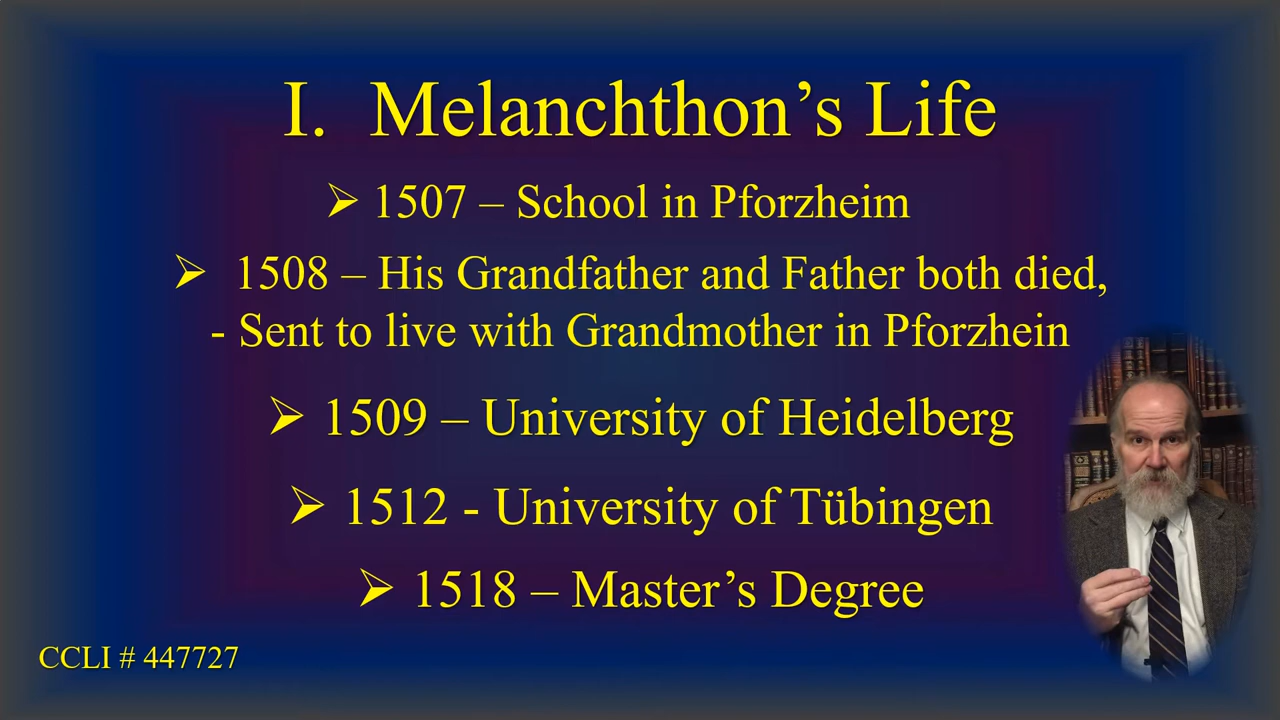 I. Melanchthon’s Life
➢ 1507 – School in Pforzheim
➢ 1508 – His Grandfather and Father both died,
- Sent to live with Grandmother in Pforzhein
➢ 1509 – University of Heidelberg
➢ 1512 - University of Tübingen
➢ 1518 – Master’s Degree
CCLI # 447727